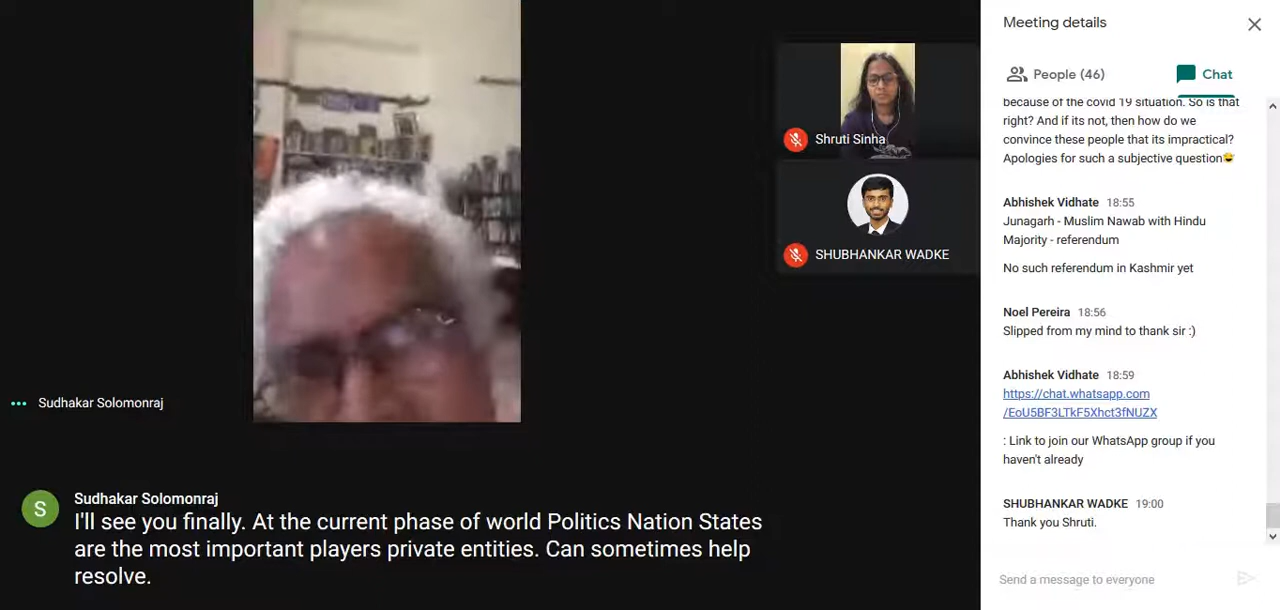 Meeting details
People (46)
Chat
because of the covid 19 situation. So is that
right? And if its not, then how do we
convince these people that its impractical?
Apologies for such a subjective question😅
Abhishek Vidhate 18:55
Junagarh - Muslim Nawab with Hindu
Majority - referendum
No such referendum in Kashmir yet
Noel Pereira 18:56
Slipped from my mind to thank sir :)
Abhishek Vidhate 18:59
https://chat.whatsapp.com
/EoU5BF3LTkF5Xhct3fNUZX
: Link to join our WhatsApp group if you
haven't already
SHUBHANKAR WADKE 19:00
Thank you Shruti.
Send a message to everyone
Shruti Sinha
SHUBHANKAR WADKE
Sudhakar Solomonraj
S
Sudhakar Solomonraj
I'll see you finally. At the current phase of world Politics Nation States
are the most important players private entities. Can sometimes help
resolve.